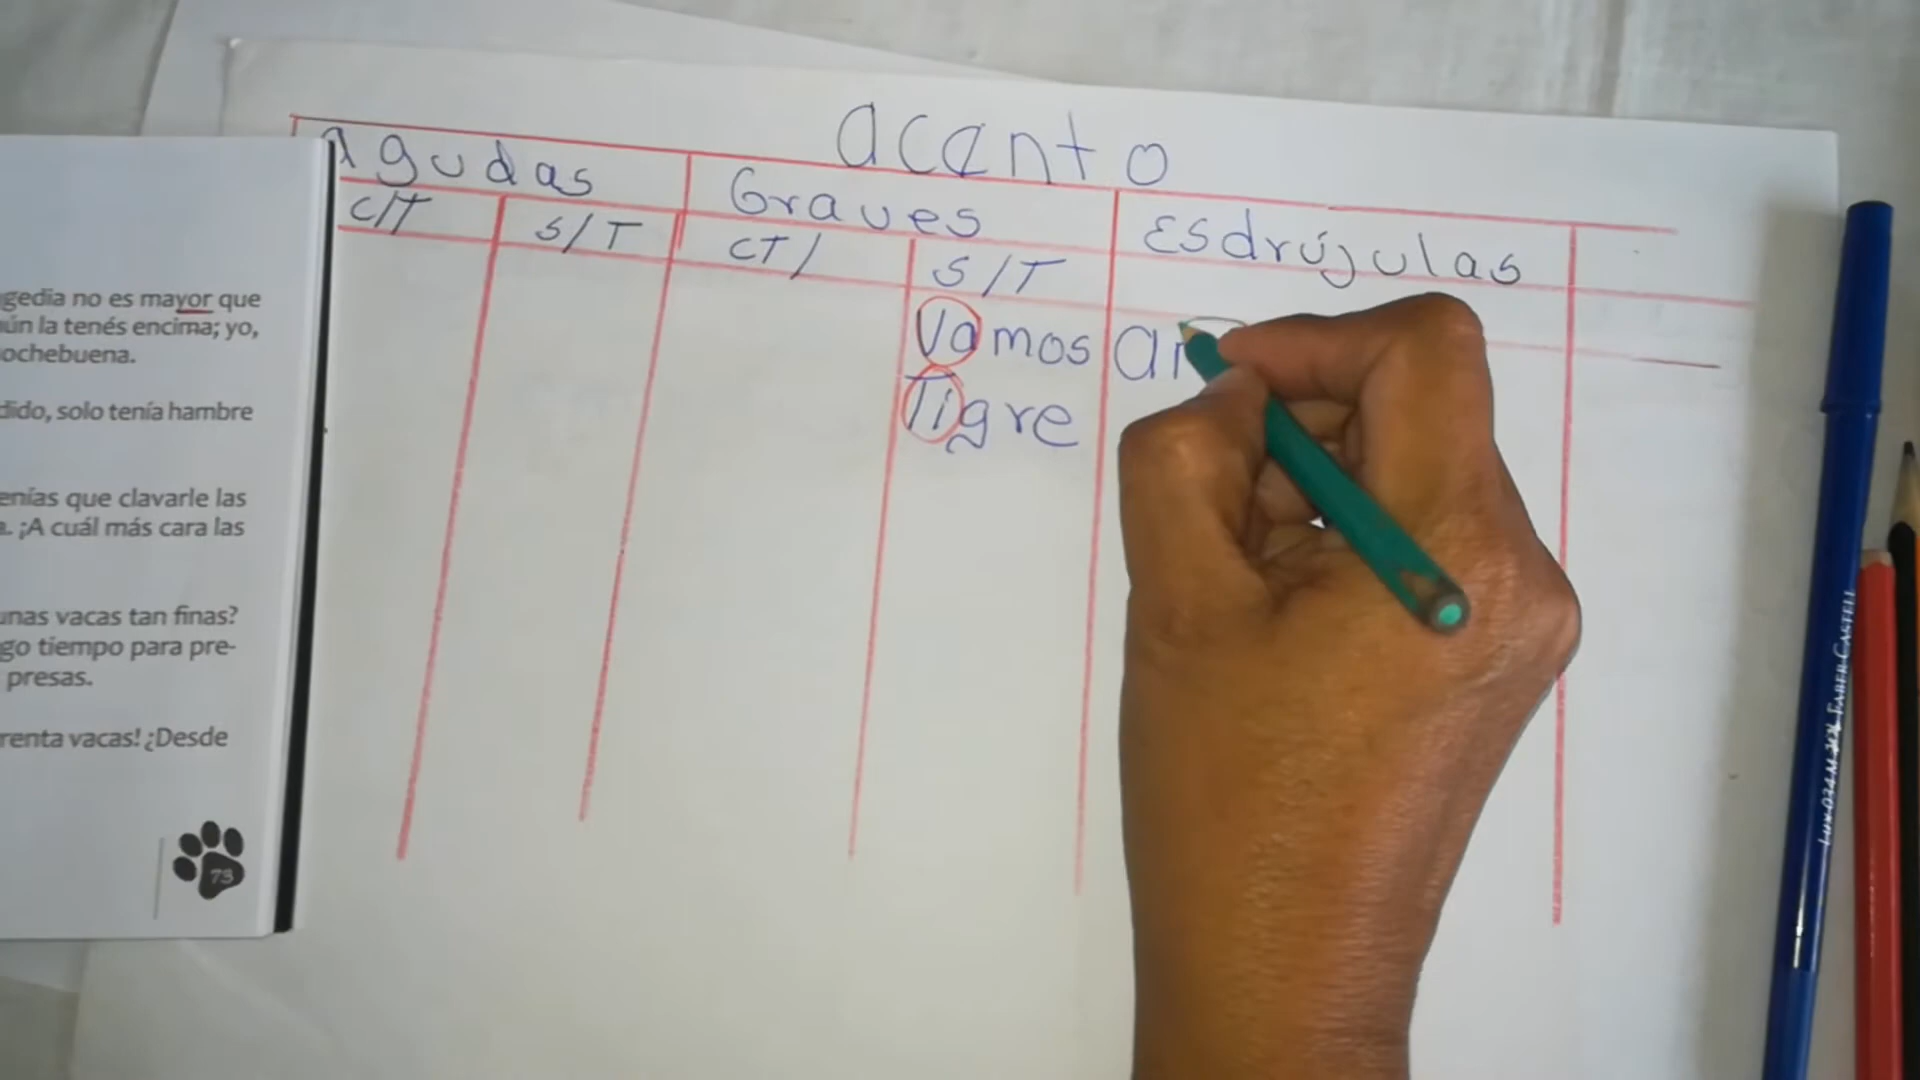 acento
Agudas Graves Esdrújulas
C/T S/T CT/ S/T
Vamos
Tigre
gedia no es mayor que
ún la tenés encima; yo,
ochebuena.
dido, solo tenía hambre
enías que clavarle las
a. ¡A cuál más cara las
unas vacas tan finas?
go tiempo para pre-
presas.
renta vacas! ¿Desde
73
FABER CASTELL